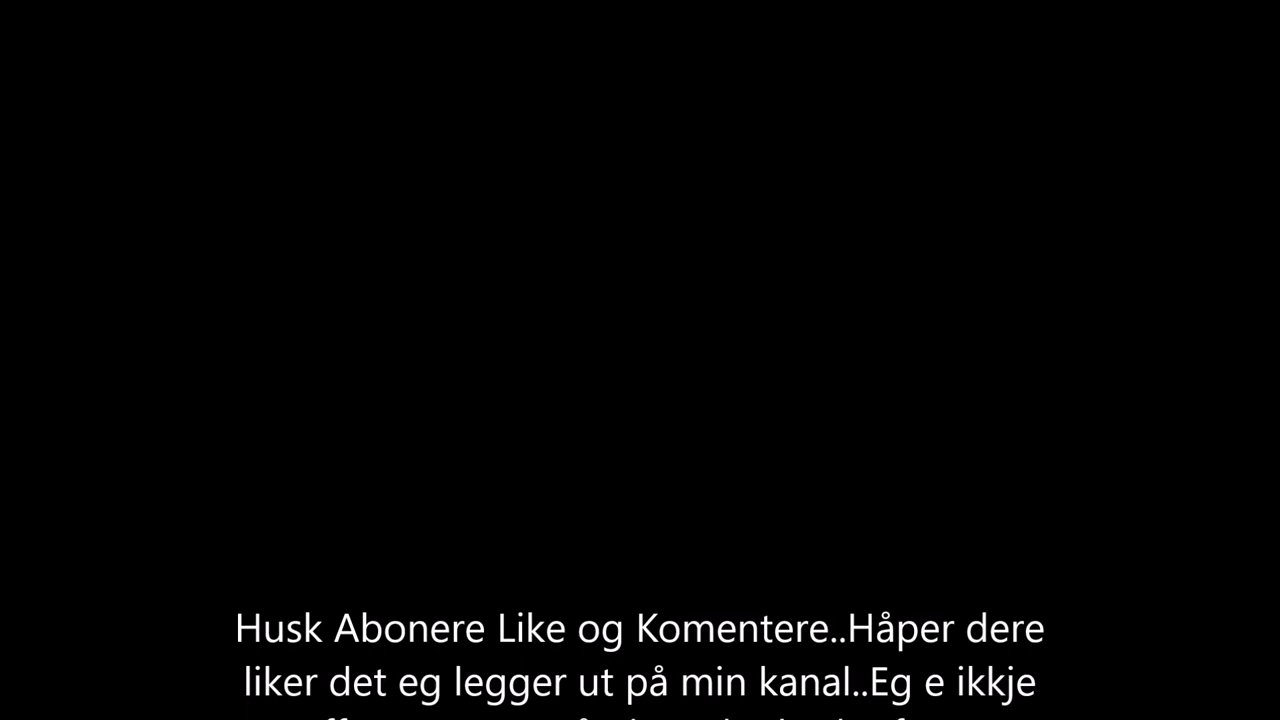 Husk Abonere Like og Komentere..Håper dere
liker det eg legger ut på min kanal..Eg e ikkje